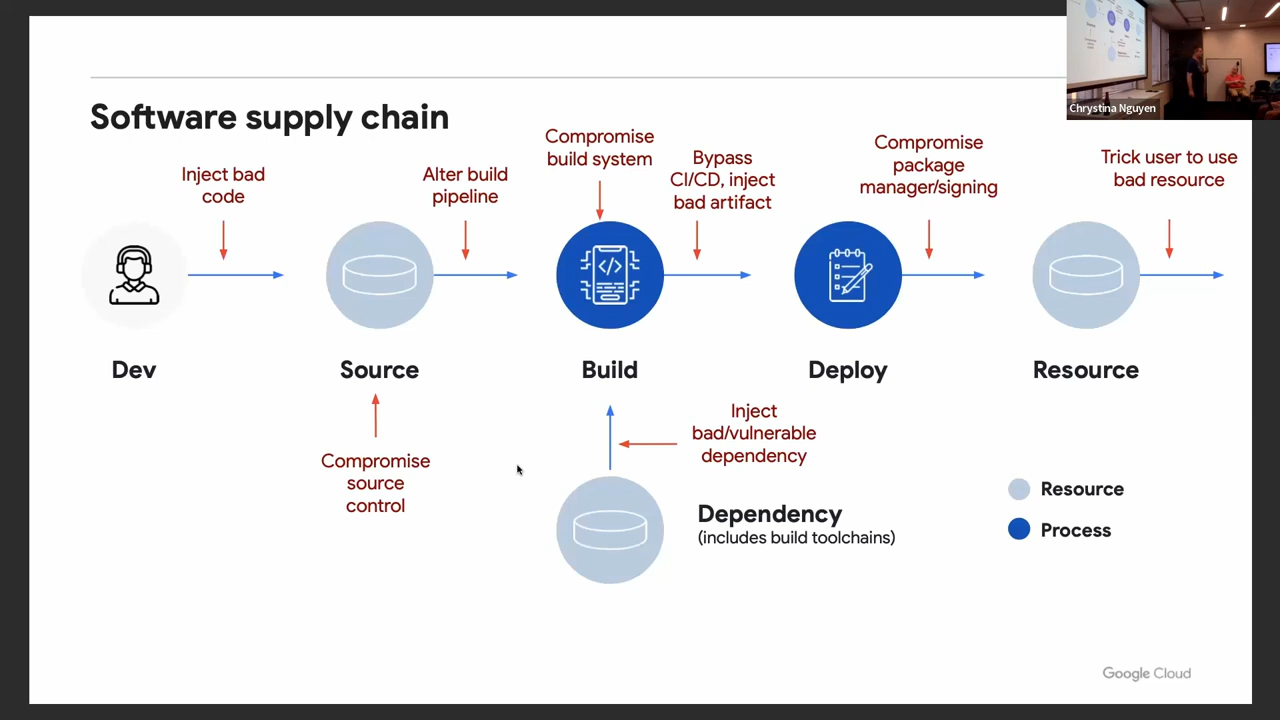 Chrystina Nguyen
Software supply chain
Inject bad
code
Alter build
pipeline
Compromise
build system
Bypass
CI/CD, inject
bad artifact
Compromise
package
manager/signing
Trick user to use
bad resource
Dev
Source
Build
Deploy
Resource
Compromise
source
control
Inject
bad/vulnerable
dependency
Dependency
(includes build toolchains)
Resource
Process
Google Cloud